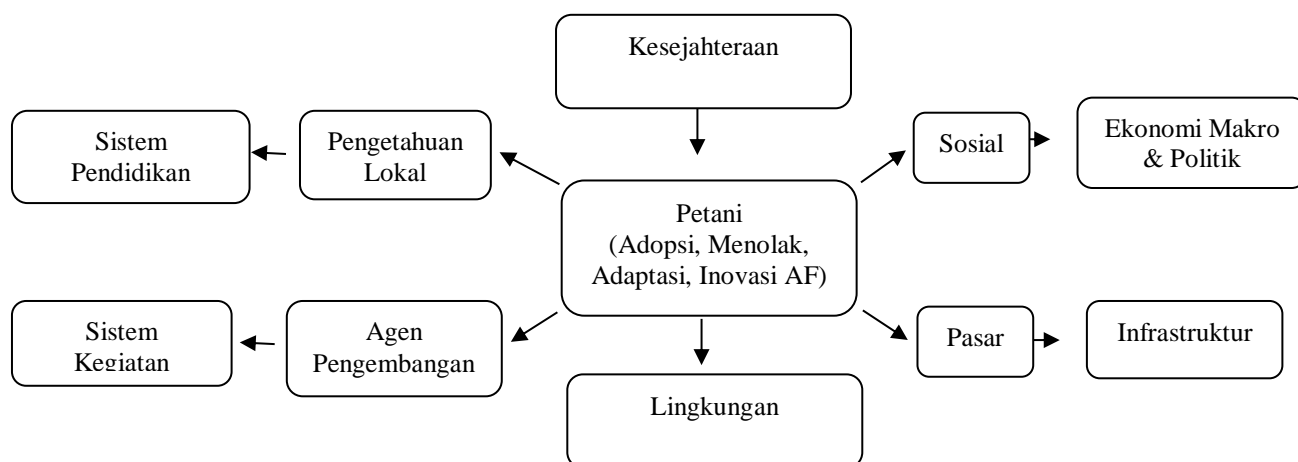 Kesejahteraan
Sistem
Pendidikan
Pengetahuan
Lokal
Sosial
Ekonomi Makro
& Politik
Petani
(Adopsi, Menolak,
Adaptasi, Inovasi AF)
Sistem
Kegiatan
Agen
Pengembangan
Pasar
Infrastruktur
Lingkungan